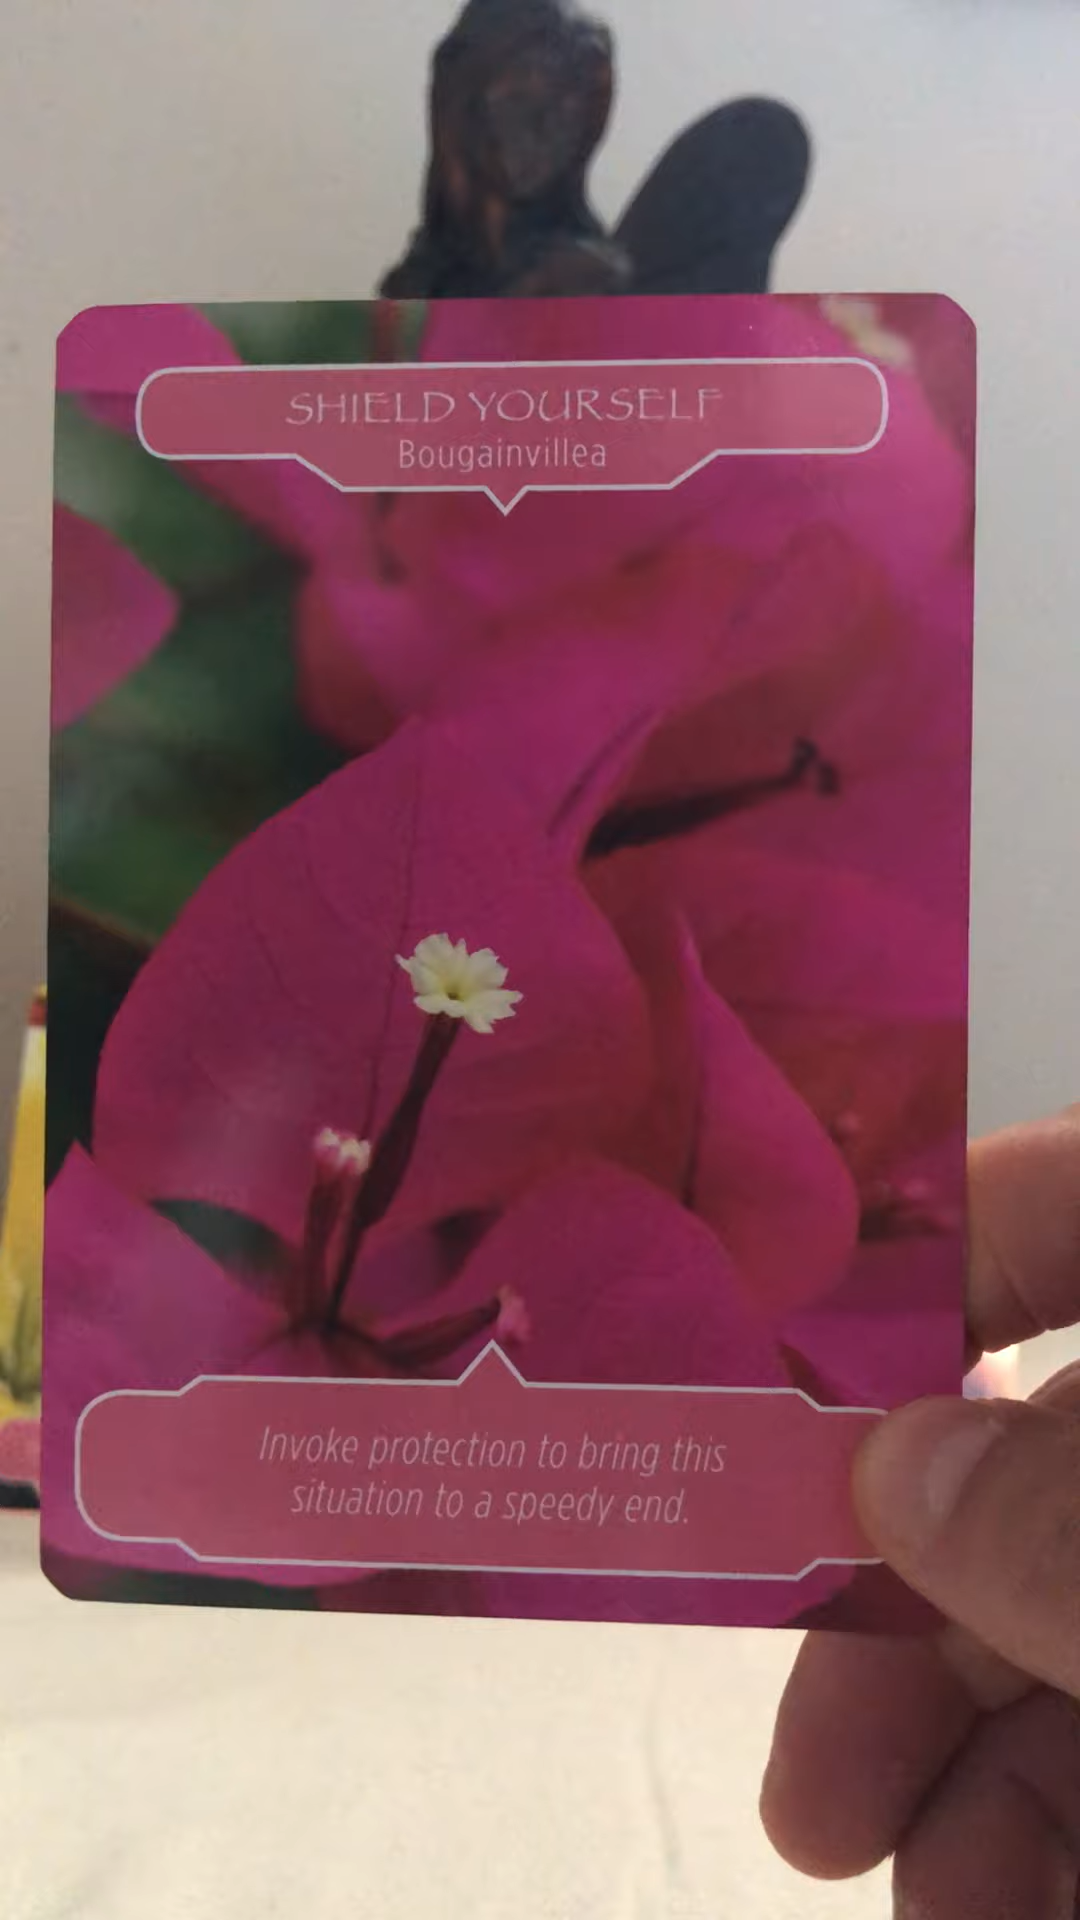 SHIELD YOURSELF
Bougainvillea
Invoke protection to bring this
situation to a speedy end.